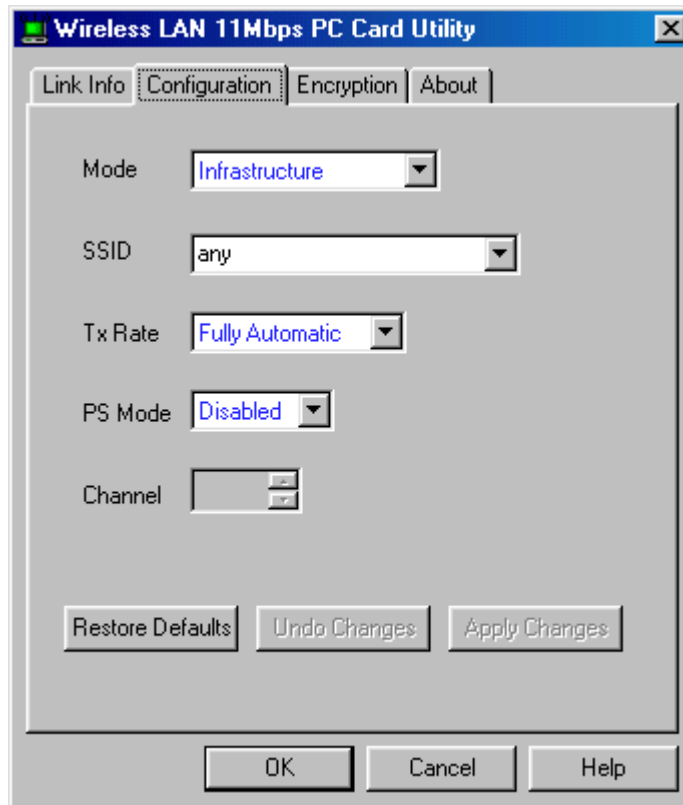 Wireless LAN 11Mbps PC Card Utility
Link Info Configuration Encryption About
Mode Infrastructure
SSID any
Tx Rate Fully Automatic
PS Mode Disabled
Channel
Restore Defaults Undo Changes Apply Changes
OK Cancel Help